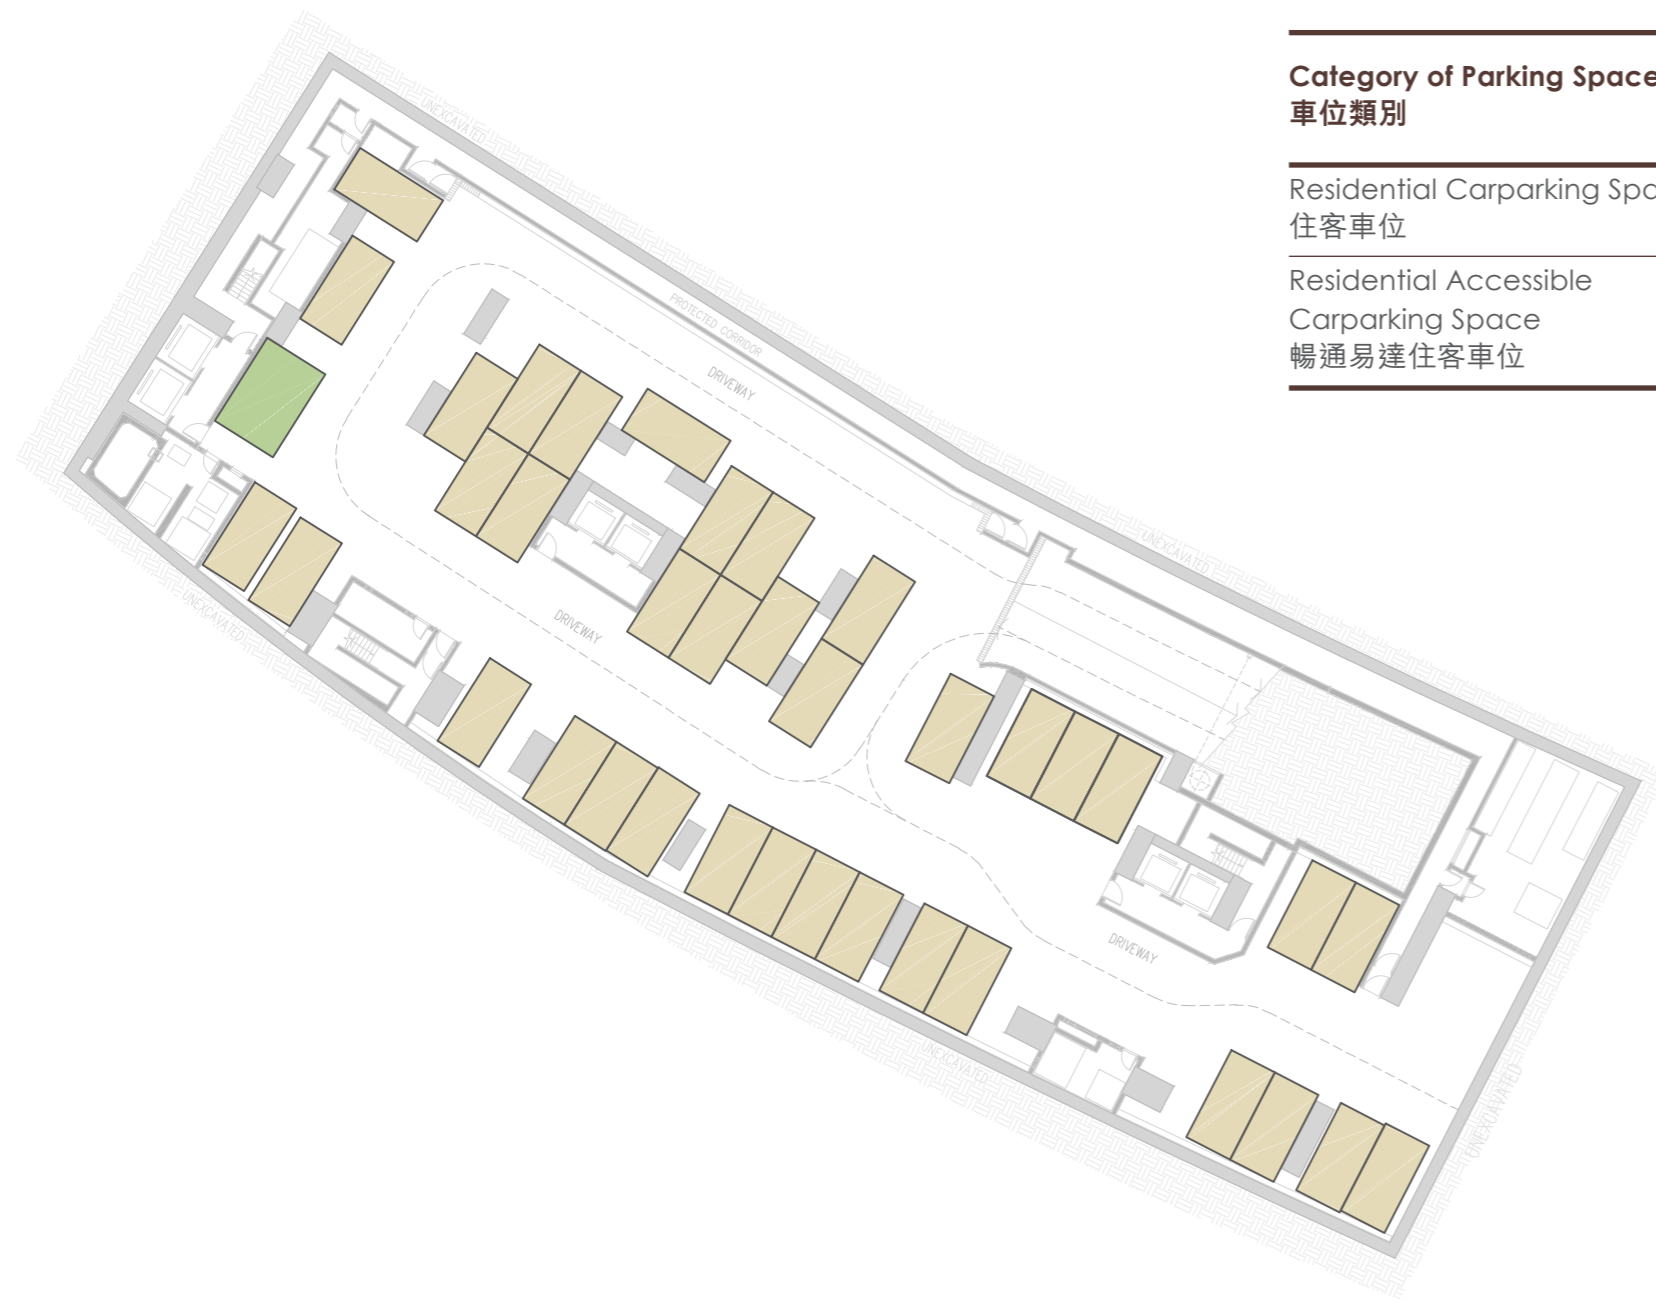 Category of Parking Space
車位類別
Residential Carparking Spa
住客車位
Residential Accessible
Carparking Space
暢通易達住客車位
UNEXCAVATED
PROTECTED CORRIDOR
DRIVEWAY
UNEXCAVATED
DRIVEWAY
UNEXCAVATED
DRIVEWAY
UNEXCAVATED
UNEXCAVATED